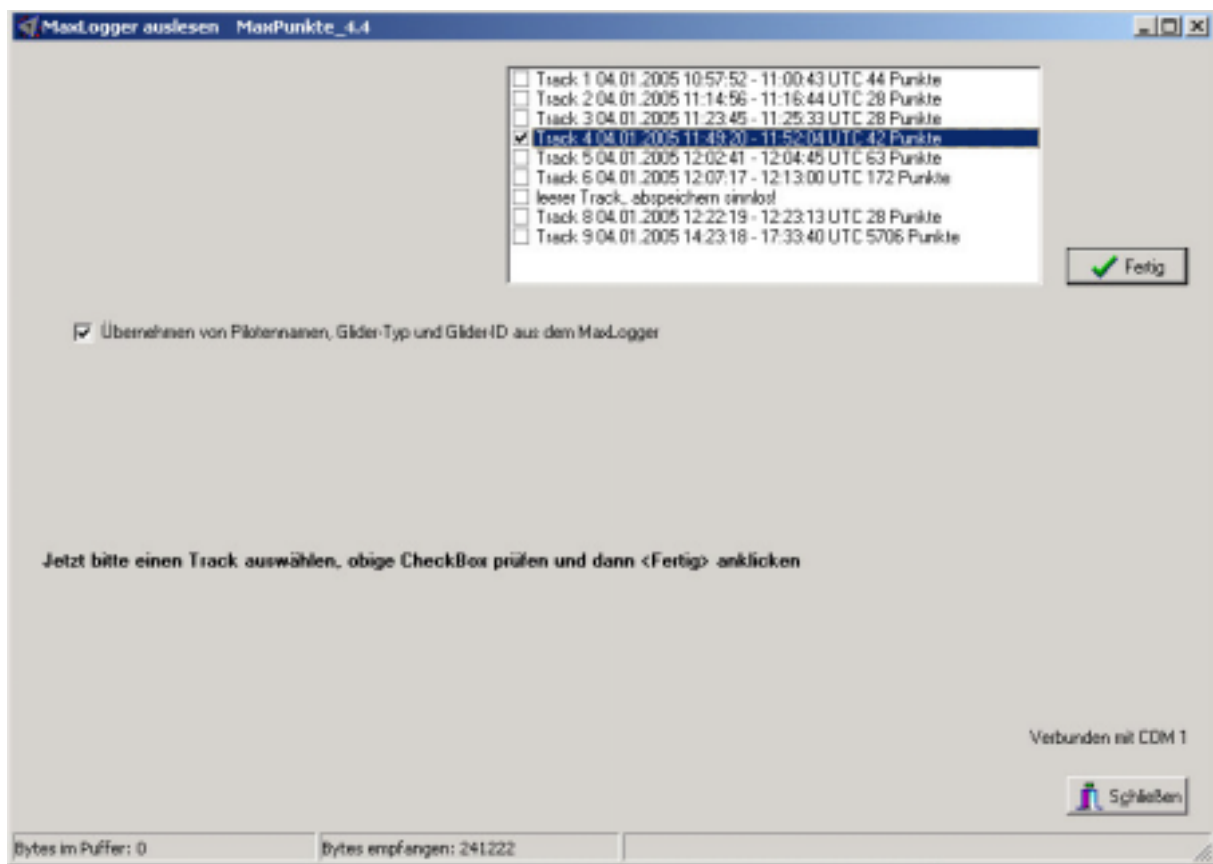 MaxLogger auslesen MaxPunkte_4.4
Track 1 04.01.2005 10:57:52 - 11:00:43 UTC 44 Punkte
Track 2 04.01.2005 11:14:56 - 11:16:44 UTC 28 Punkte
Track 3 04.01.2005 11:23:45 - 11:25:33 UTC 28 Punkte
Track 4 04.01.2005 11:49:20 - 11:52:04 UTC 42 Punkte
Track 5 04.01.2005 12:02:41 - 12:04:45 UTC 63 Punkte
Track 6 04.01.2005 12:07:17 - 12:13:00 UTC 172 Punkte
leerer Track, abspeichern sinnlos!
Track 8 04.01.2005 12:22:19 - 12:23:13 UTC 28 Punkte
Track 9 04.01.2005 14:23:18 - 17:33:40 UTC 5706 Punkte
Fertig
Übernehmen von Pilotennamen, Glider-Typ und Glider-ID aus dem MaxLogger
Jetzt bitte einen Track auswählen, obige CheckBox prüfen und dann <Fertig> anklicken
Verbunden mit COM 1
Schließen
Bytes im Puffer: 0
Bytes empfangen: 241222